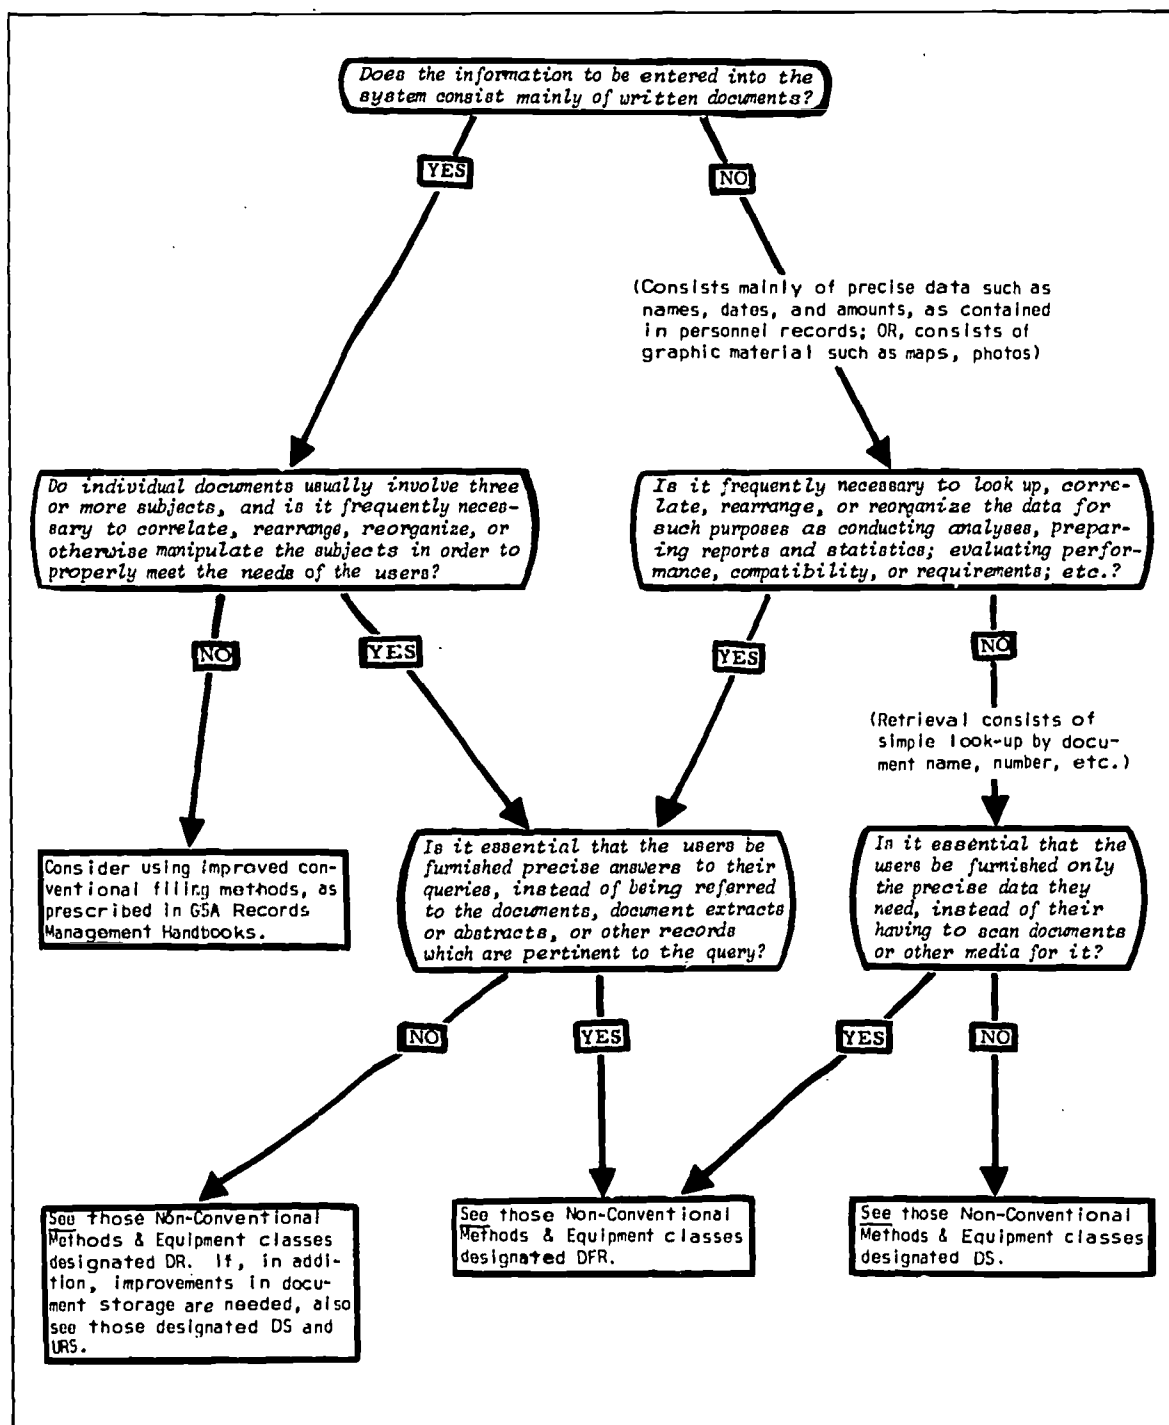 Does the information to be entered into the
system consist mainly of written documents?
YES
NO
(Consists mainly of precise data such as
names, dates, and amounts, as contained
in personnel records; OR, consists of
graphic material such as maps, photos)
Do individual documents usually involve three
or more subjects, and is it frequently neces-
sary to correlate, rearrange, reorganize, or
otherwise manipulate the subjects in order to
properly meet the needs of the users?
Is it frequently necessary to look up, corre-
late, rearrange, or reorganize the data for
such purposes as conducting analyses, prepar-
ing reports and statistics; evaluating perfor-
mance, compatibility, or requirements; etc.?
NO
YES
YES
NO
(Retrieval consists of
simple look-up by docu-
ment name, number, etc.)
Consider using improved con-
ventional filing methods, as
prescribed in GSA Records
Management Handbooks.
Is it essential that the users be
furnished precise answers to their
queries, instead of being referred
to the documents, document extracts
or abstracts, or other records
which are pertinent to the query?
Is it essential that the
users be furnished only
the precise data they
need, instead of their
having to scan documents
or other media for it?
NO
YES
YES
NO
See those Non-Conventional
Methods & Equipment classes
designated DR. If, in addi-
tion, improvements in docu-
ment storage are needed, also
see those designated DS and
URS.
See those Non-Conventional
Methods & Equipment classes
designated DFR.
See those Non-Conventional
Methods & Equipment classes
designated DS.